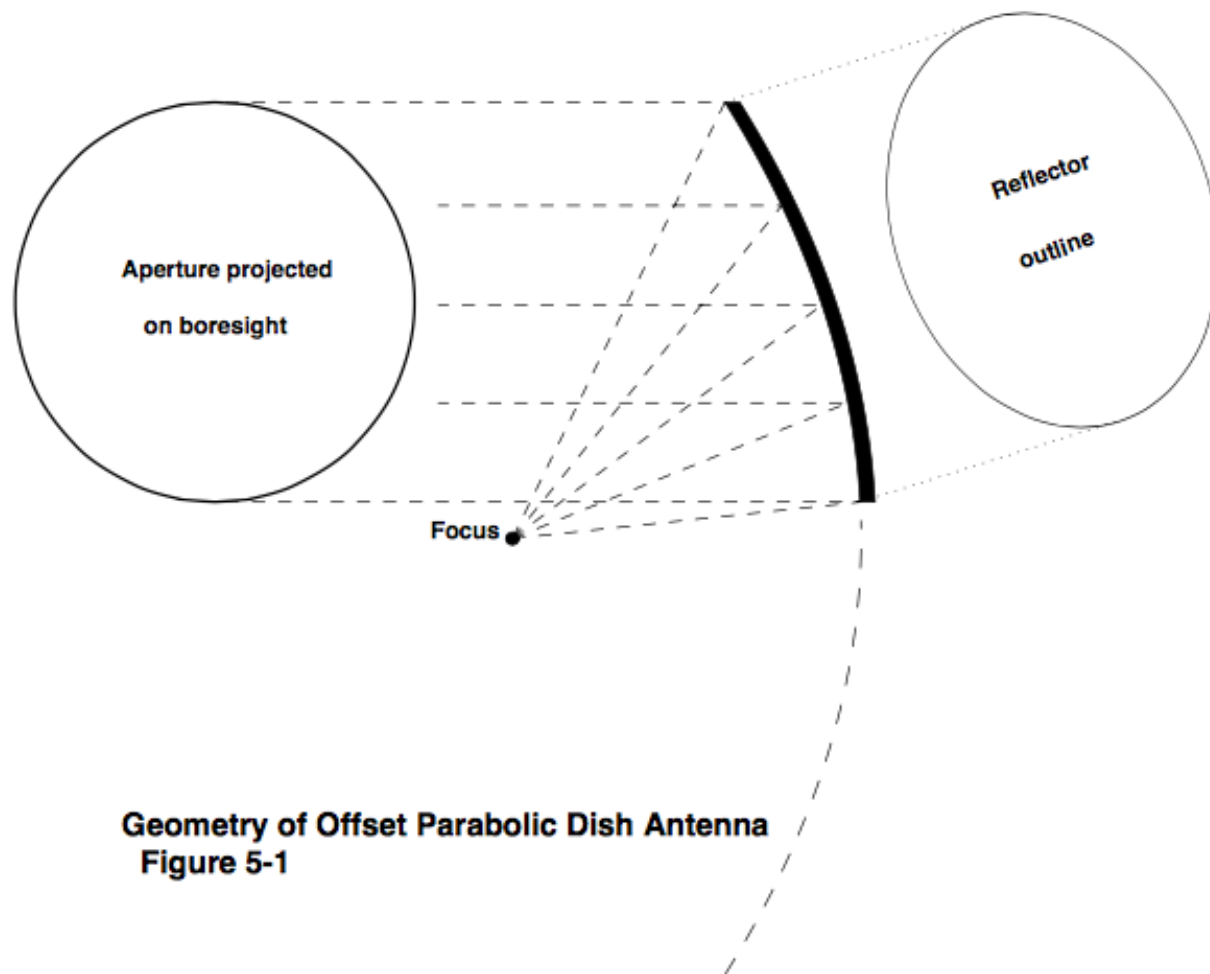 Aperture projected
on boresight
Reflector
outline
Focus
Geometry of Offset Parabolic Dish Antenna
Figure 5-1